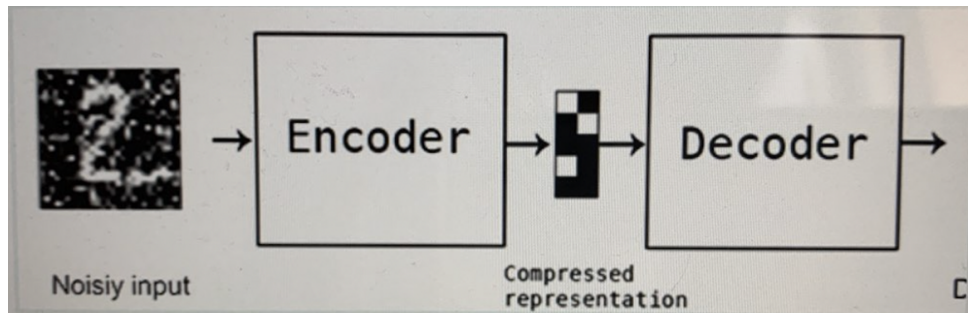 Encoder
Decoder
Noisiy input
Compressed
representation